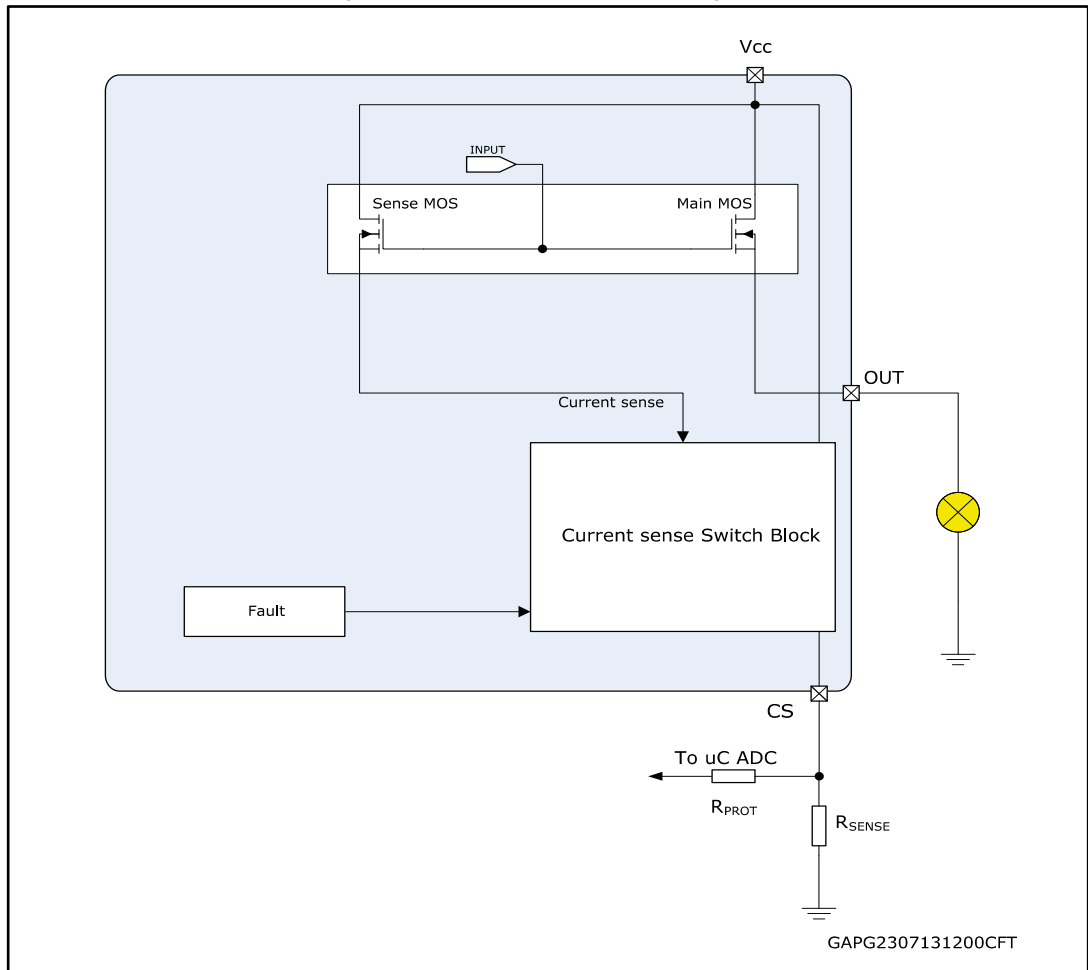 Vcc
INPUT
Sense MOS
Main MOS
OUT
Current sense
Current sense Switch Block
Fault
CS
To uC ADC
RPROT
RSENSE
GAPG2307131200CFT